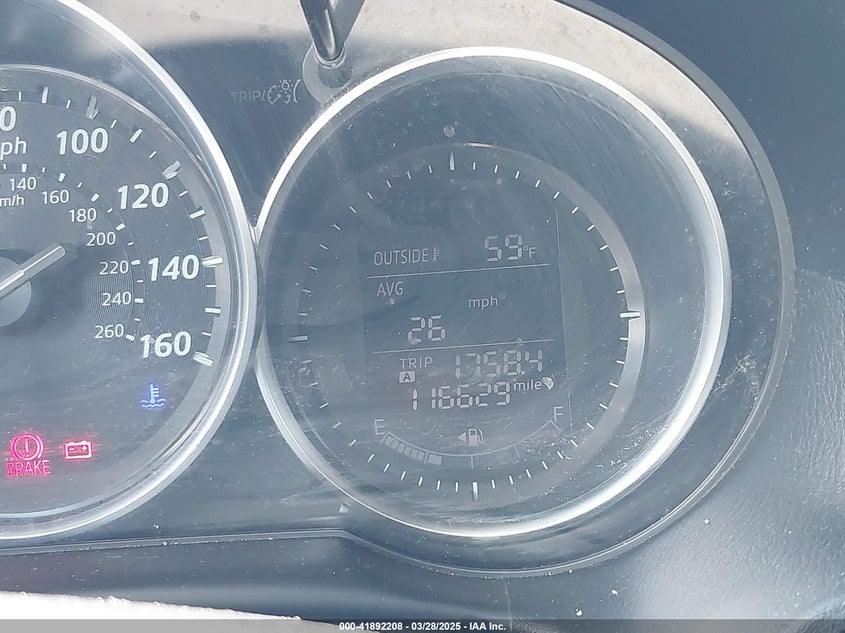 TRIP/
100
120
140
160
140
160
180
200
220
240
260
OUTSIDE 59°F
AVG
mph
26
TRIP 1758.4
A
116629 mile
E F
BRAKE
000-41892208 - 03/28/2025 - IAA Inc.